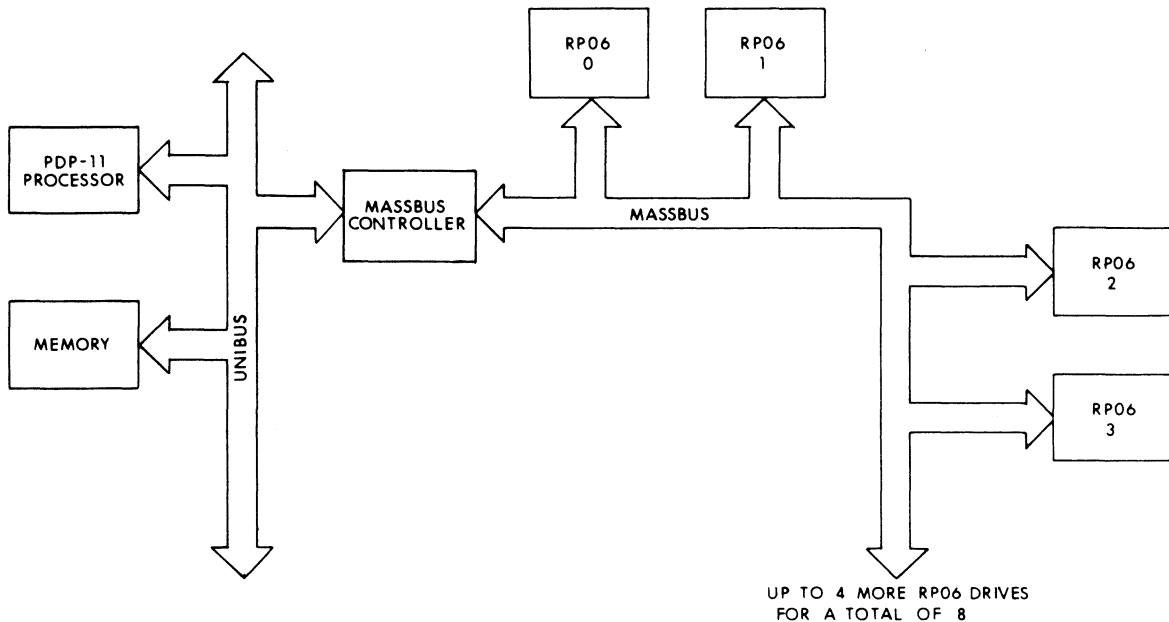 RP06
0
RP06
1
PDP-11
PROCESSOR
MASSBUS
CONTROLLER
MASSBUS
RP06
2
MEMORY
UNIBUS
RP06
3
UP TO 4 MORE RP06 DRIVES
FOR A TOTAL OF 8